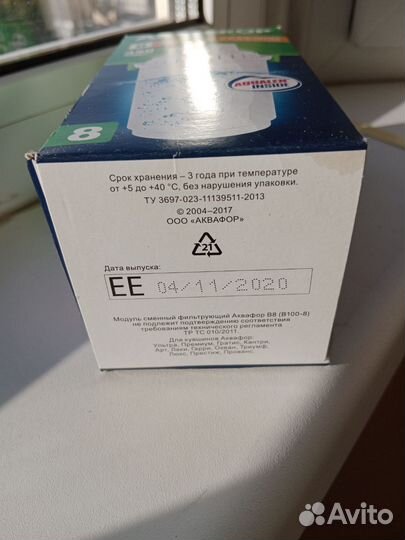 8
AQUALEN
INSIDE
Срок хранения – 3 года при температуре
от +5 до +40 °С, без нарушения упаковки.
ТУ 3697-023-11139511-2013
© 2004–2017
ООО «АКВАФОР»
21
Дата выпуска:
EE 04/11/2020
Модуль сменный фильтрующий Аквафор В8 (В100-8)
не подлежит подтверждению соответствия
требованиям технического регламента
ТР ТС 010/2011.
Для кувшинов Аквафор:
Ультра, Премиум, Гратис, Кантри,
Арт, Лаки, Гарри, Океан, Триумф,
Люкс, Престиж, Прованс.
Avito